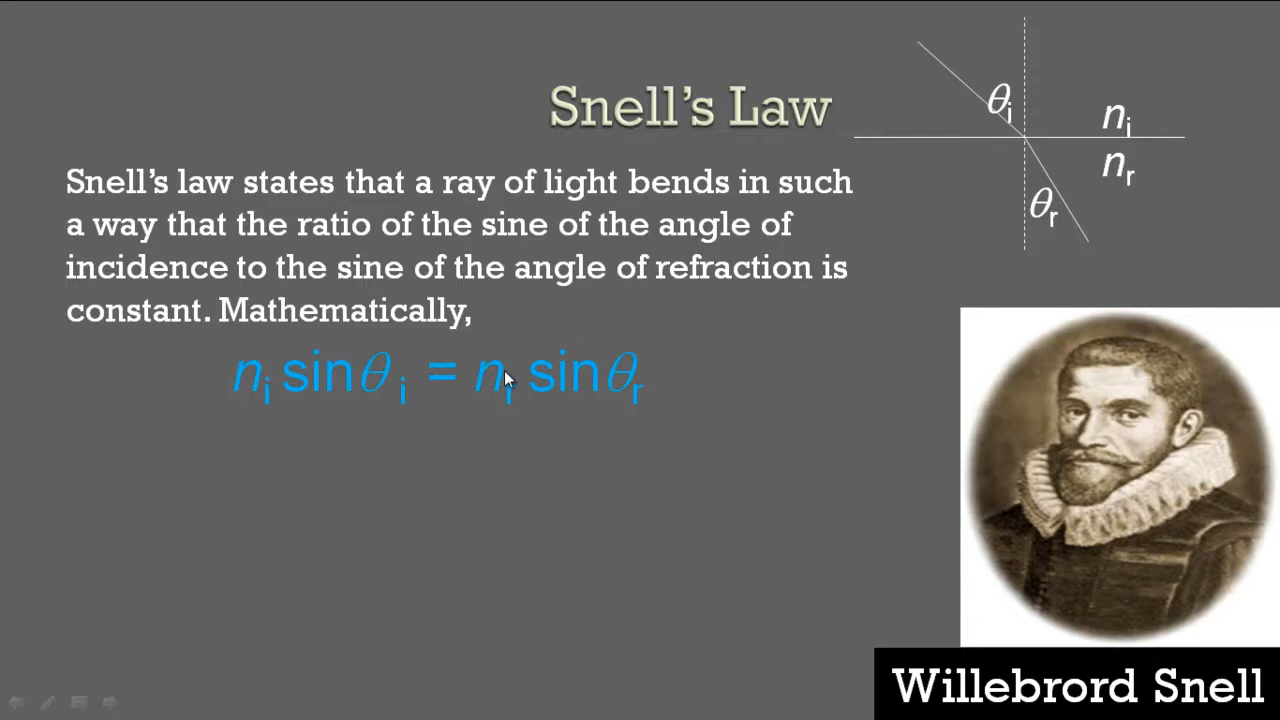 Snell's Law
θi
ni
nr
θr
Snell's law states that a ray of light bends in such
a way that the ratio of the sine of the angle of
incidence to the sine of the angle of refraction is
constant. Mathematically,
ni sinθ i = nr sinθr
Willebrord Snell